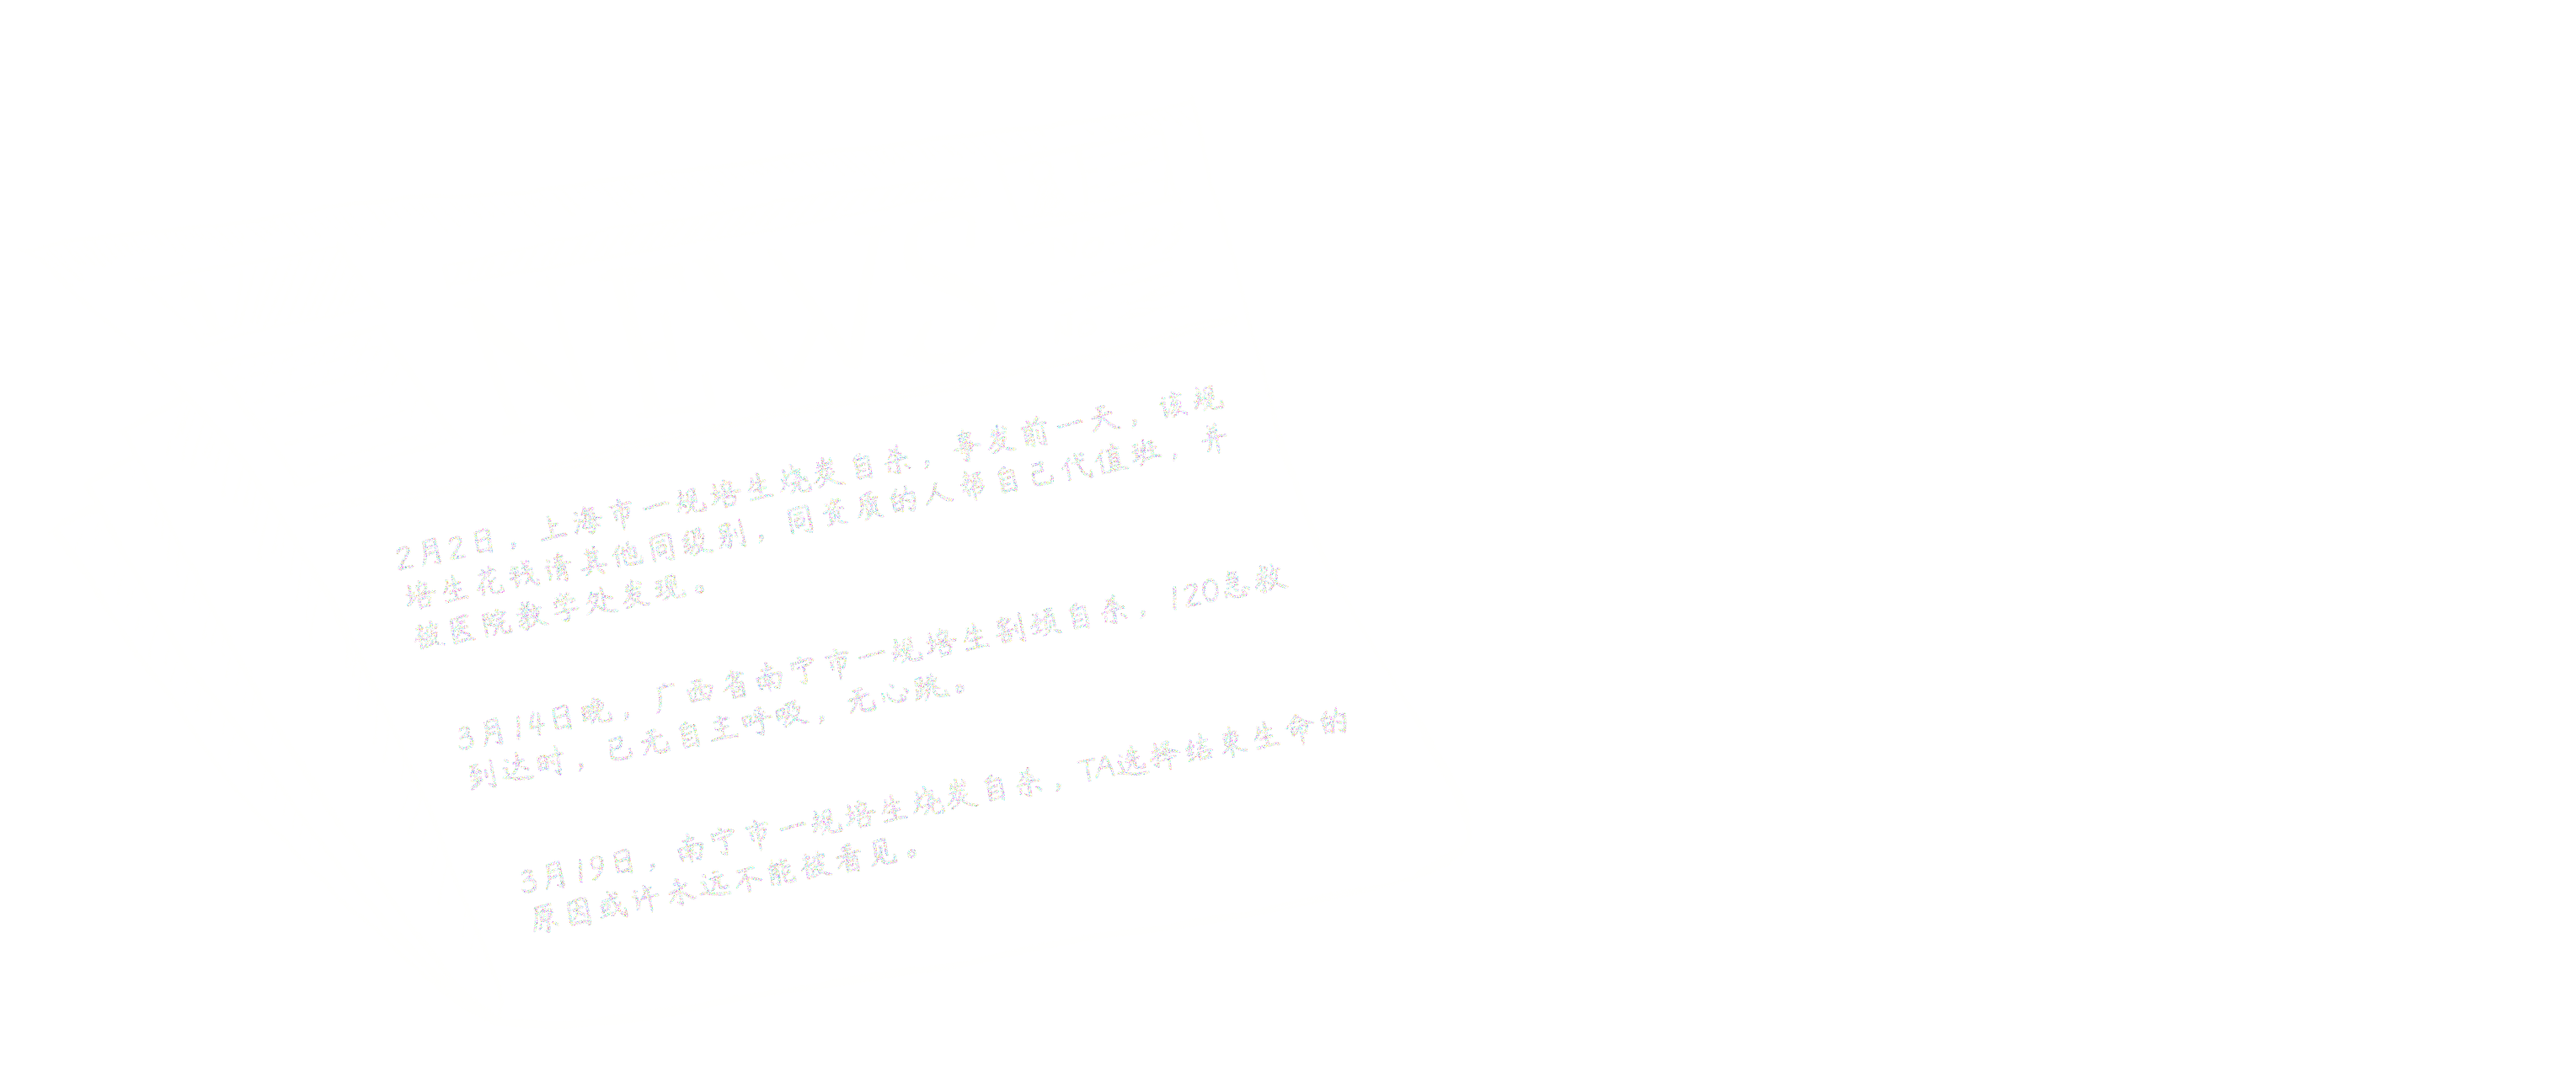 2月2日，上海市一规培生烧炭自杀，事发前一天，该规
培生花钱请其他同级别，同资质的人帮自己代值班，并
被医院教学处发现。
3月14日晚，广西省南宁市一规培生割颈自杀，120急救
到达时，已无自主呼吸，无心跳。
3月19日，南宁市一规培生烧炭自杀，TA选择结束生命的
原因或许永远不能被看见。